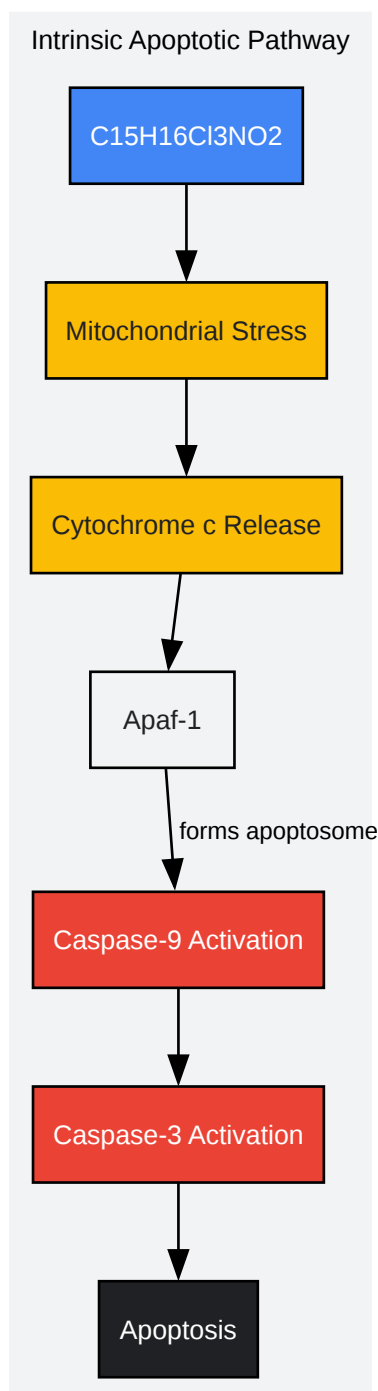 Intrinsic Apoptotic Pathway
C15H16Cl3NO2
Mitochondrial Stress
Cytochrome c Release
Apaf-1
forms apoptosome
Caspase-9 Activation
Caspase-3 Activation
Apoptosis